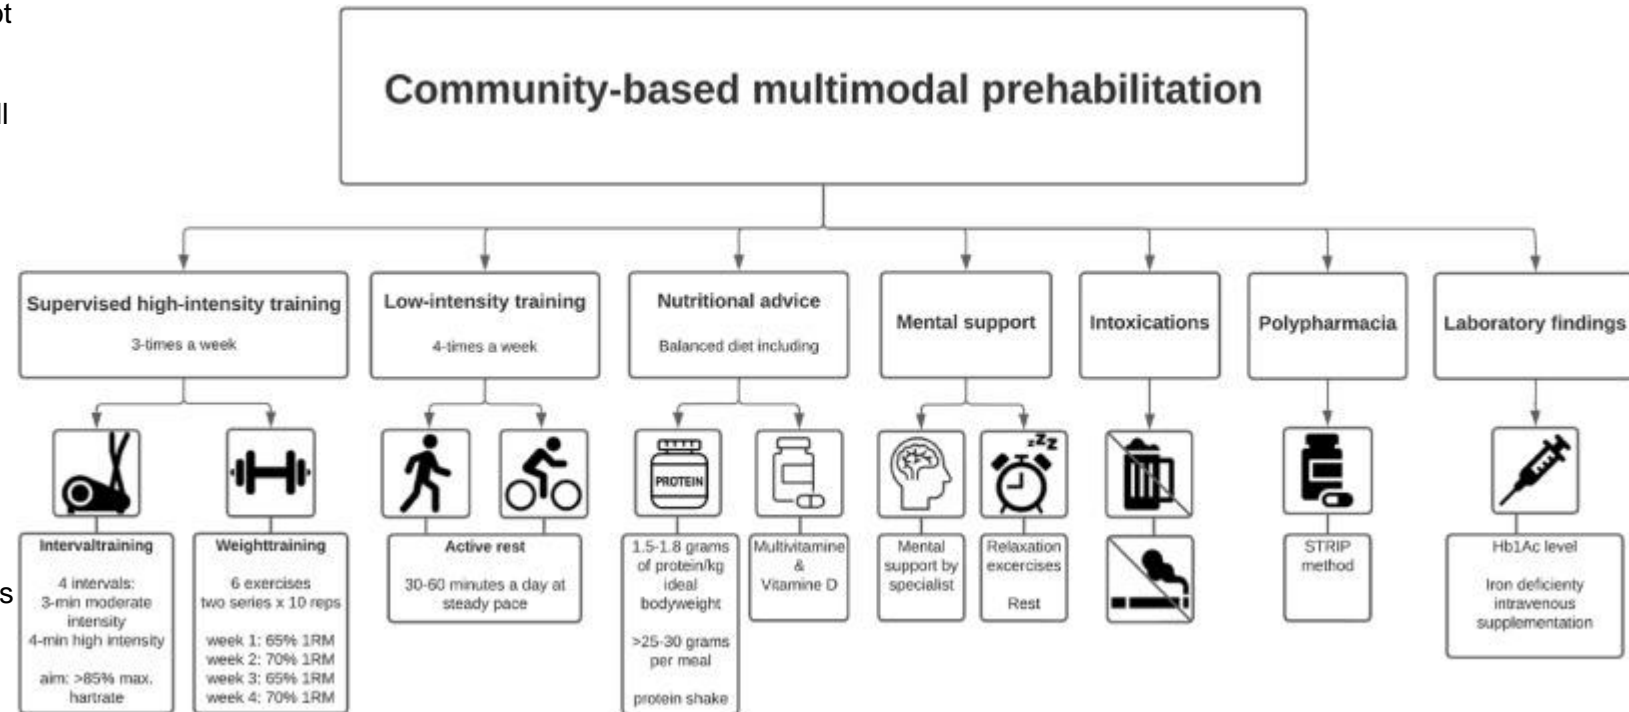 Community-based multimodal prehabilitation
Supervised high-intensity training
3-times a week
Low-intensity training
4-times a week
Nutritional advice
Balanced diet including
Mental support
Intoxications
Polypharmacia
Laboratory findings
Intervaltraining
4 intervals:
3-min moderate
intensity
4-min high intensity
aim: >85% max.
hartrate
Weighttraining
6 exercises
two series x 10 reps
week 1: 65% 1RM
week 2: 70% 1RM
week 3: 65% 1RM
week 4: 70% 1RM
Active rest
30-60 minutes a day at
steady pace
PROTEIN
1.5-1.8 grams
of protein/kg
ideal
bodyweight
>25-30 grams
per meal
protein shake
Multivitamine
&
Vitamine D
Mental
support by
specialist
zZZ
Relaxation
excercises
Rest
STRIP
method
Hb1Ac level
Iron deficienty
intravenous
supplementation